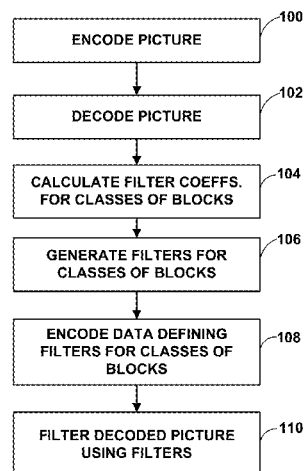 100
ENCODE PICTURE
102
DECODE PICTURE
104
CALCULATE FILTER COEFFS.
FOR CLASSES OF BLOCKS
106
GENERATE FILTERS FOR
CLASSES OF BLOCKS
108
ENCODE DATA DEFINING
FILTERS FOR CLASSES OF
BLOCKS
110
FILTER DECODED PICTURE
USING FILTERS